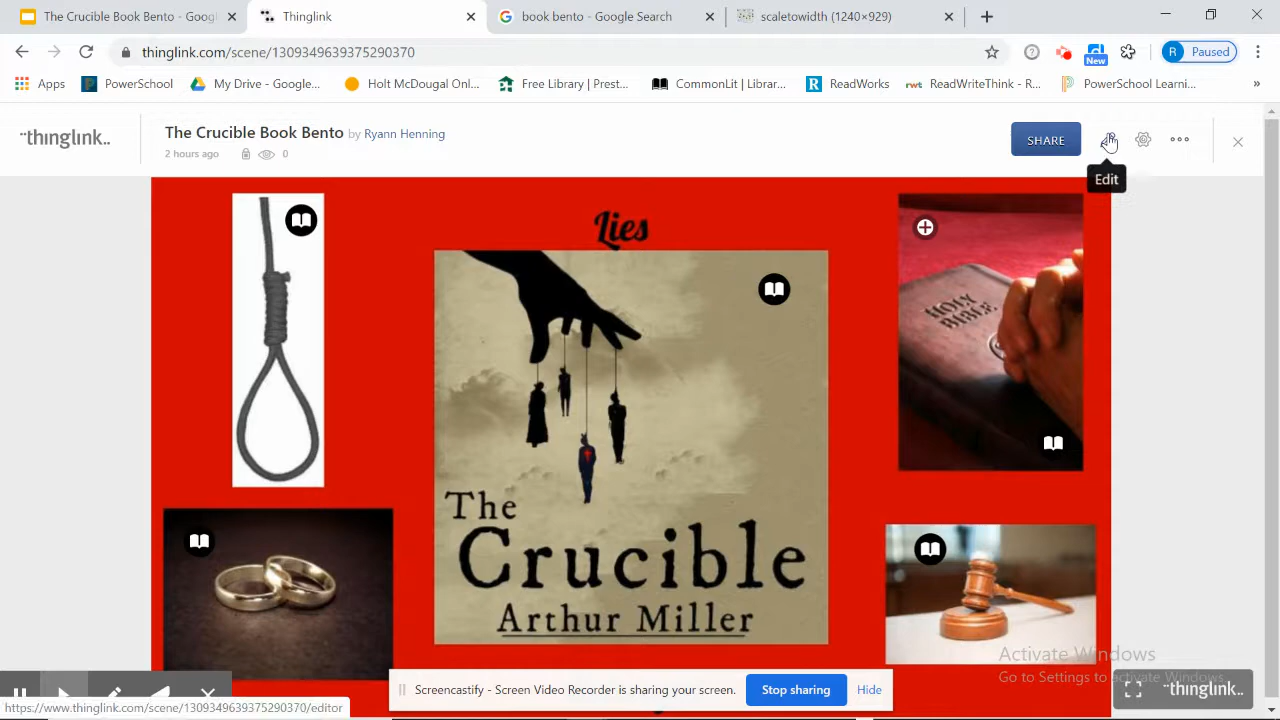 The Crucible Book Bento - Goog
Thinglink
book bento - Google Search
scaletowidth (1240×929)
thinglink.com/scene/1309349639375290370
New
R Paused
Apps
PowerSchool
My Drive - Google...
Holt McDougal Onl...
Free Library | Prest...
CommonLit | Librar...
ReadWorks
rwt ReadWriteThink - R...
PowerSchool Learni...
»
¨thinglink..
The Crucible Book Bento by Ryann Henning
2 hours ago
0
SHARE
Edit
Lies
HOLY
BIBLE
The
Crucible
Arthur Miller
Activate Windows
Go to Settings to activate Windows.
Screencastify - Screen Video Recorder is sharing your screen.
Stop sharing
Hide
¨thinglink..
https://www.thinglink.com/scene/1309349639375290370/editor